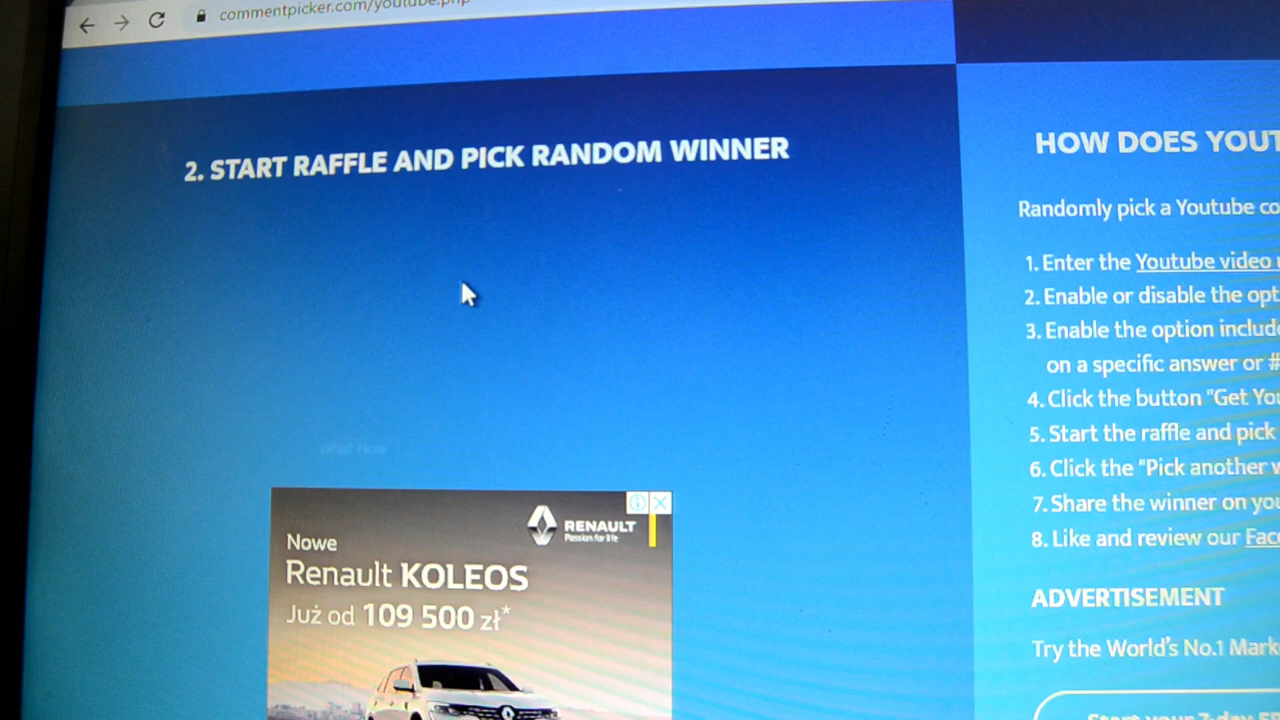 commentpicker.com/youtube.php
2. START RAFFLE AND PICK RANDOM WINNER
what Now
RENAULT
Passion for life
Nowe
Renault KOLEOS
Już od 109 500 zł*
HOW DOES YOUT
Randomly pick a Youtube co
1. Enter the Youtube video
2. Enable or disable the opt
3. Enable the option include
on a specific answer or #
4. Click the button "Get You
5. Start the raffle and pick
6. Click the "Pick another w
7. Share the winner on you
8. Like and review our Face
ADVERTISEMENT
Try the World's No.1 Mark